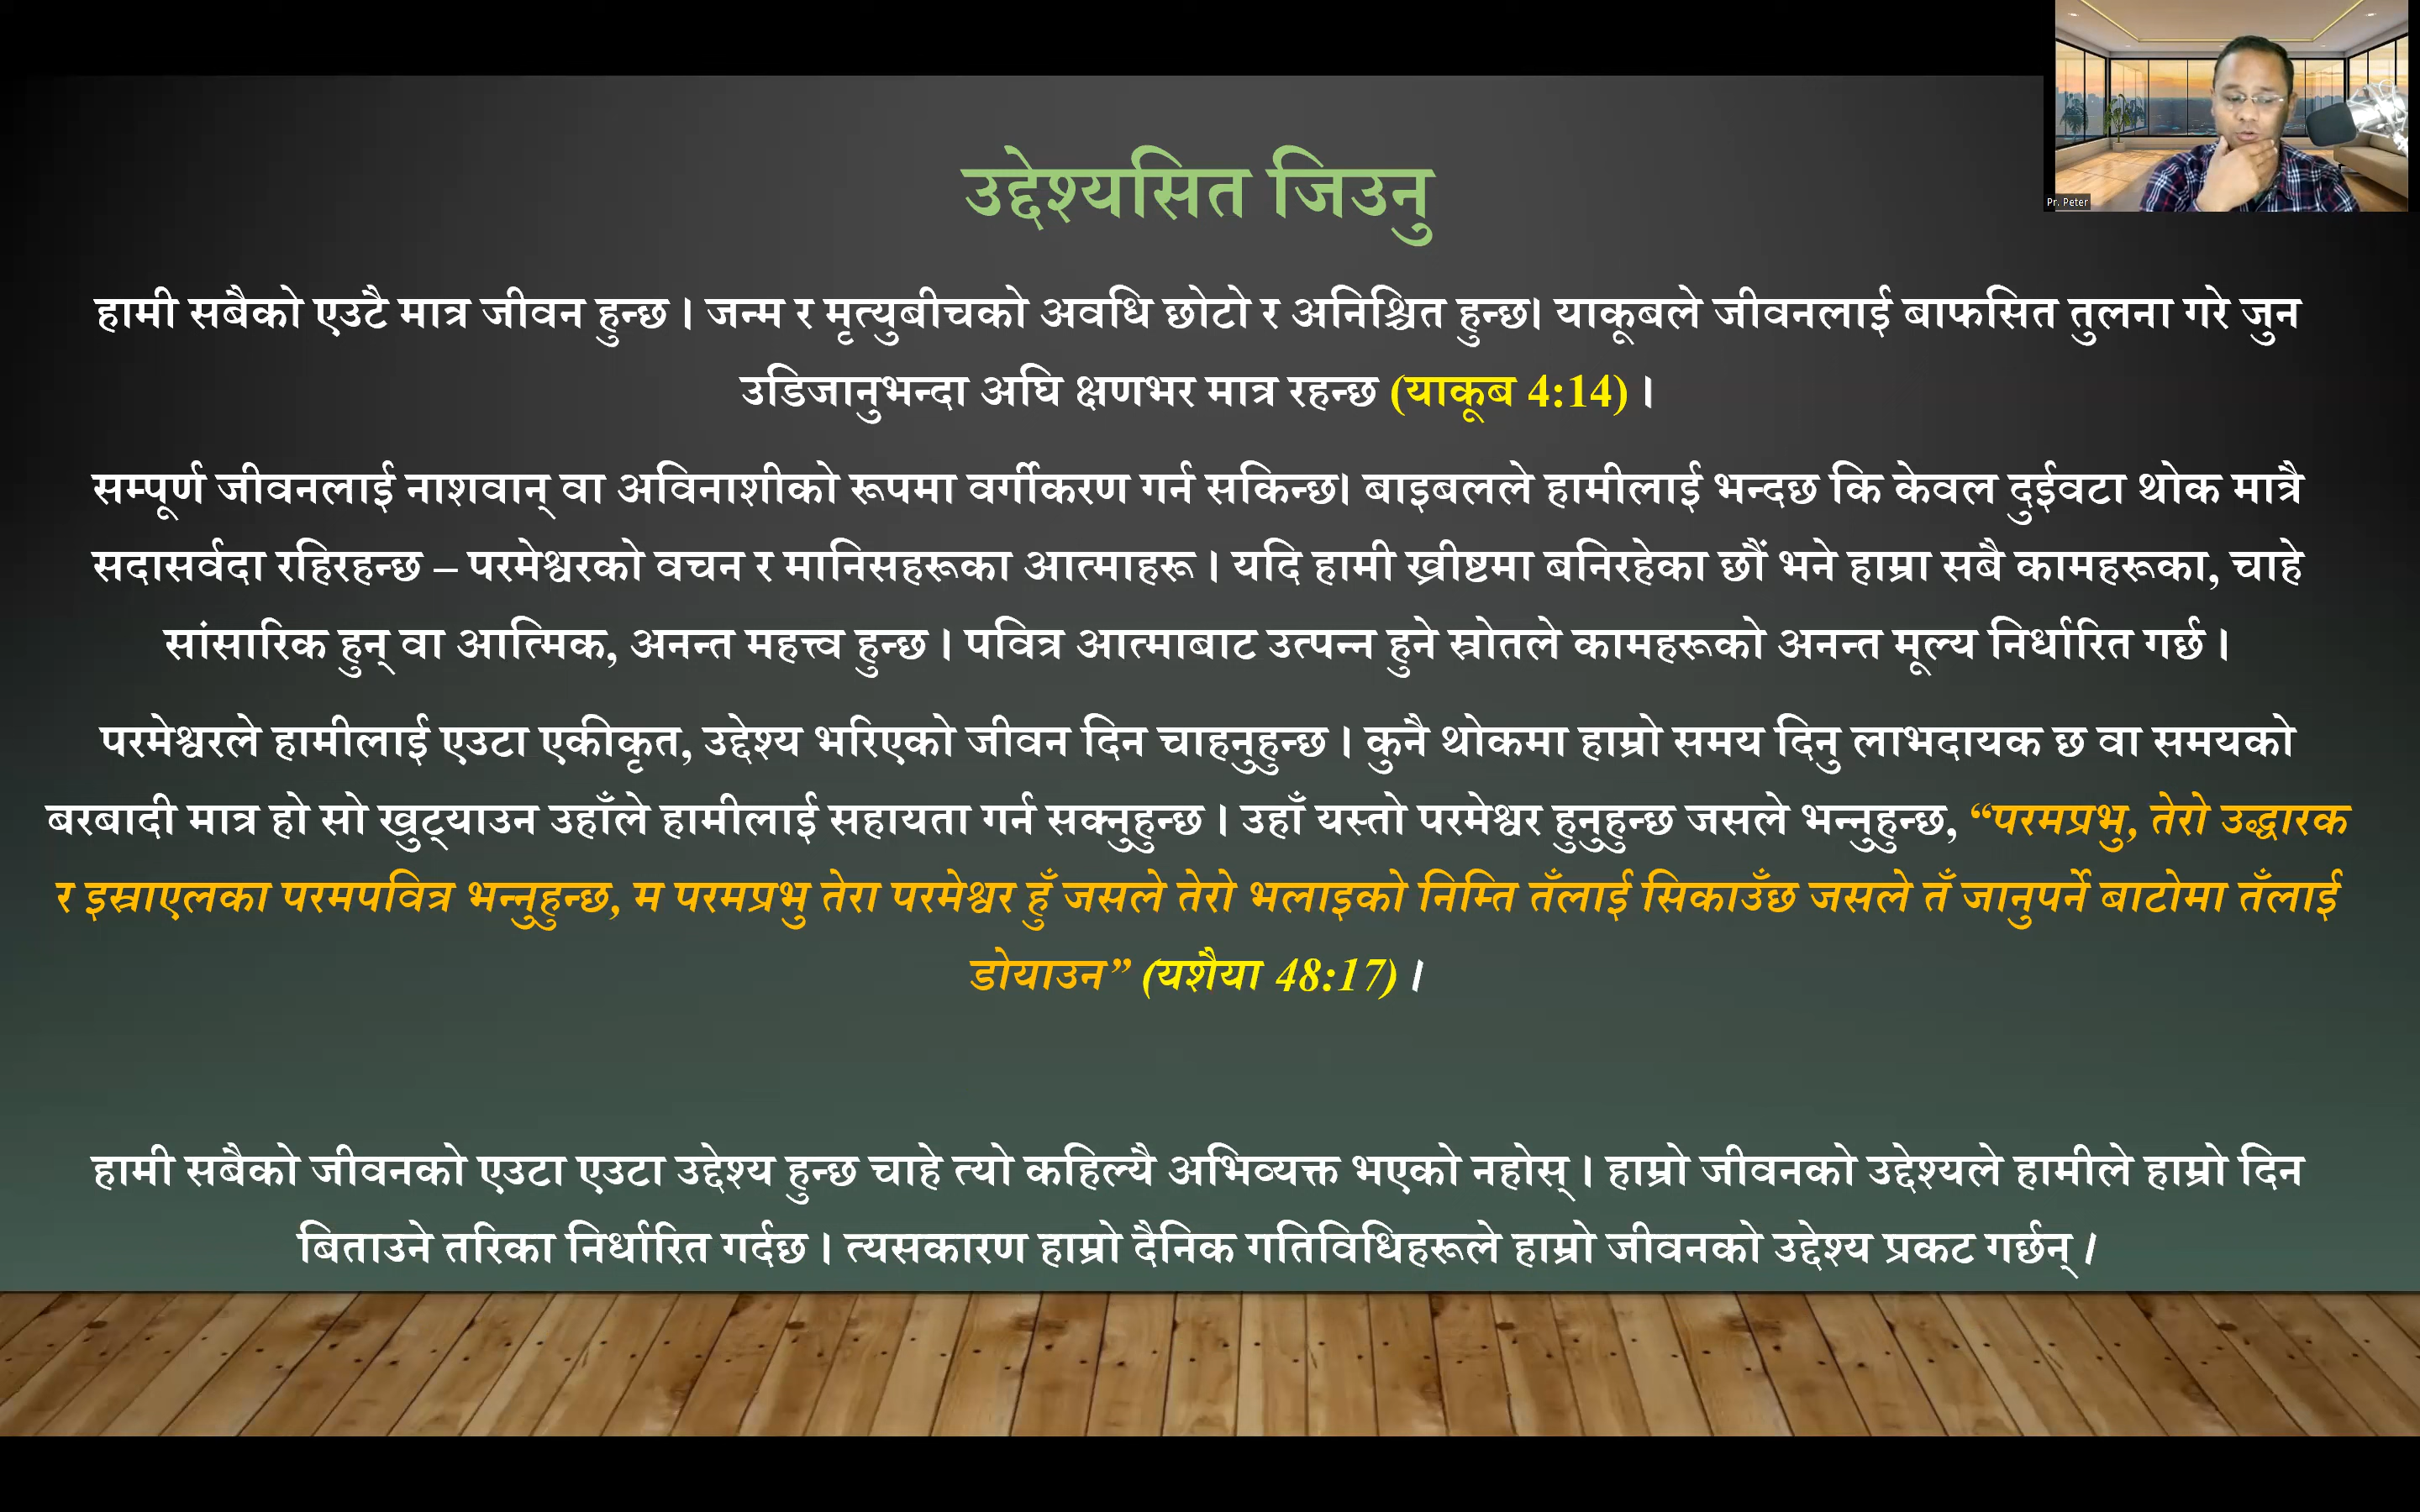 उद्देश्यसित जिउनु
हामी सबैको एउटै मात्र जीवन हुन्छ । जन्म र मृत्युबीचको अवधि छोटो र अनिश्चित हुन्छ। याकूबले जीवनलाई बाफसित तुलना गरे जुन
उडिजानुभन्दा अघि क्षणभर मात्र रहन्छ (याकूब 4:14) ।
सम्पूर्ण जीवनलाई नाशवान् वा अविनाशीको रूपमा वर्गीकरण गर्न सकिन्छ। बाइबलले हामीलाई भन्दछ कि केवल दुईवटा थोक मात्रै
सदासर्वदा रहिरहन्छ – परमेश्वरको वचन र मानिसहरूका आत्माहरू । यदि हामी ख्रीष्टमा बनिरहेका छौं भने हाम्रा सबै कामहरूका, चाहे
सांसारिक हुन् वा आत्मिक, अनन्त महत्त्व हुन्छ । पवित्र आत्माबाट उत्पन्न हुने स्रोतले कामहरूको अनन्त मूल्य निर्धारित गर्छ ।
परमेश्वरले हामीलाई एउटा एकीकृत, उद्देश्य भरिएको जीवन दिन चाहनुहुन्छ । कुनै थोकमा हाम्रो समय दिनु लाभदायक छ वा समयको
बरबादी मात्र हो सो खुट्याउन उहाँले हामीलाई सहायता गर्न सक्नुहुन्छ । उहाँ यस्तो परमेश्वर हुनुहुन्छ जसले भन्नुहुन्छ, “परमप्रभु, तेरो उद्धारक
र इस्राएलका परमपवित्र भन्नुहुन्छ, म परमप्रभु तेरा परमेश्वर हुँ जसले तेरो भलाइको निम्ति तँलाई सिकाउँछ जसले तँ जानुपर्ने बाटोमा तँलाई
डोयाउन” (यशैया 48:17) ।
हामी सबैको जीवनको एउटा एउटा उद्देश्य हुन्छ चाहे त्यो कहिल्यै अभिव्यक्त भएको नहोस् । हाम्रो जीवनको उद्देश्यले हामीले हाम्रो दिन
बिताउने तरिका निर्धारित गर्दछ । त्यसकारण हाम्रो दैनिक गतिविधिहरूले हाम्रो जीवनको उद्देश्य प्रकट गर्छन् ।
Pr. Peter